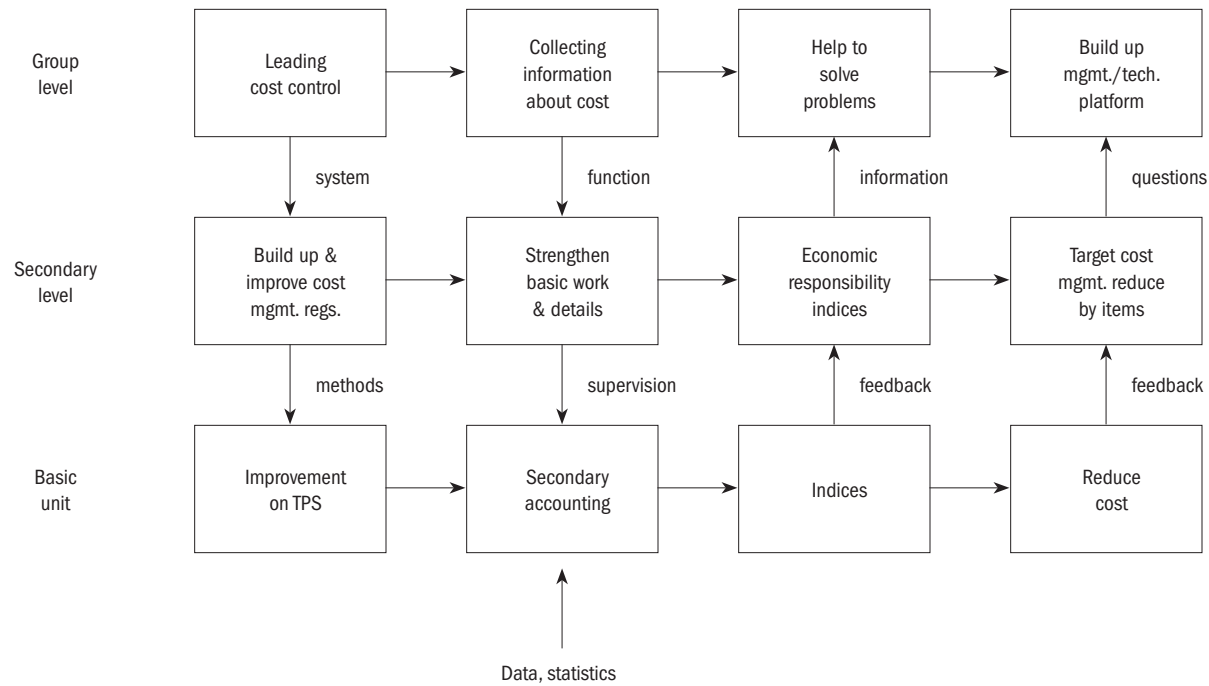 Group
level
Leading
cost control
Collecting
information
about cost
Help to
solve
problems
Build up
mgmt./tech.
platform
system
function
information
questions
Secondary
level
Build up &
improve cost
mgmt. regs.
Strengthen
basic work
& details
Economic
responsibility
indices
Target cost
mgmt. reduce
by items
methods
supervision
feedback
feedback
Basic
unit
Improvement
on TPS
Secondary
accounting
Indices
Reduce
cost
Data, statistics